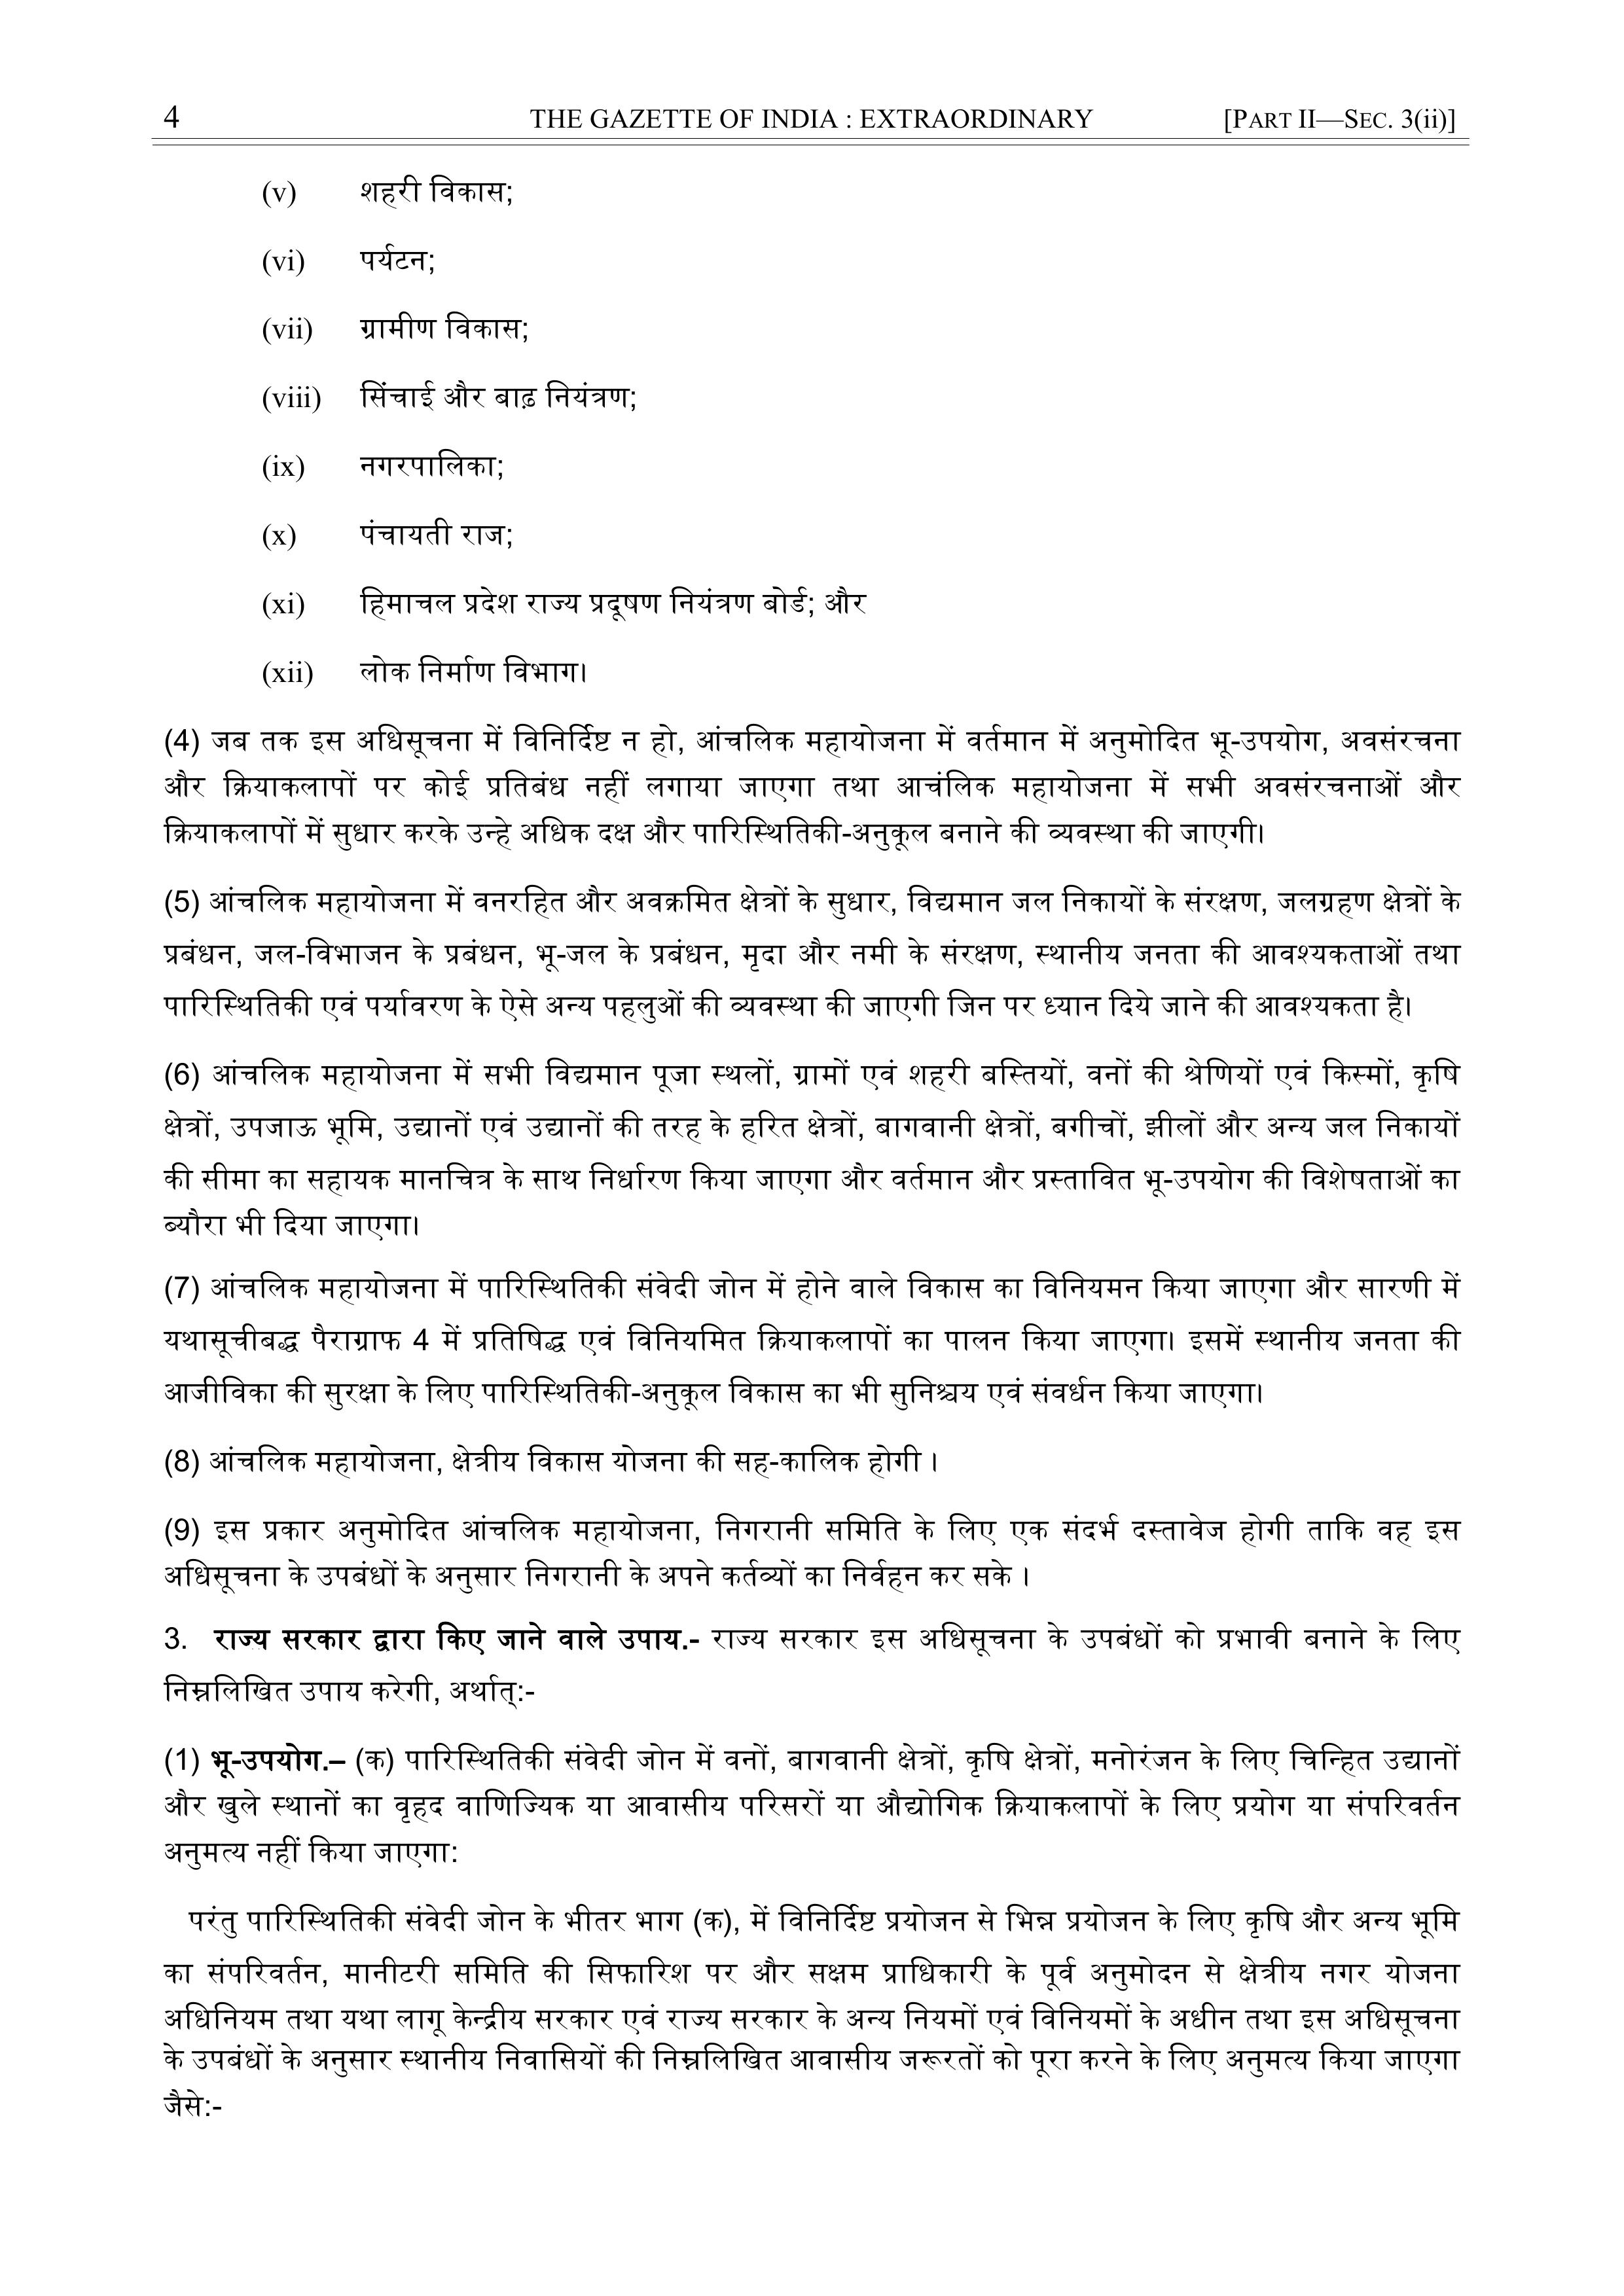 4 THE GAZETTE OF INDIA : EXTRAORDINARY [PART II—SEC. 3(ii)]
(v) शहरी विकास;
(vi) पर्यटन;
(vii) ग्रामीण विकास;
(viii) सिंचाई और बाढ़ नियंत्रण;
(ix) नगरपालिका;
(x) पंचायती राज;
(xi) हिमाचल प्रदेश राज्य प्रदूषण नियंत्रण बोर्ड; और
(xii) लोक निर्माण विभाग।
(4) जब तक इस अधिसूचना में विनिर्दिष्ट न हो, आंचलिक महायोजना में वर्तमान में अनुमोदित भू-उपयोग, अवसंरचना
और क्रियाकलापों पर कोई प्रतिबंध नहीं लगाया जाएगा तथा आचंलिक महायोजना में सभी अवसंरचनाओं और
क्रियाकलापों में सुधार करके उन्हे अधिक दक्ष और पारिस्थितिकी-अनुकूल बनाने की व्यवस्था की जाएगी।
(5) आंचलिक महायोजना में वनरहित और अवक्रमित क्षेत्रों के सुधार, विद्यमान जल निकायों के संरक्षण, जलग्रहण क्षेत्रों के
प्रबंधन, जल-विभाजन के प्रबंधन, भू-जल के प्रबंधन, मृदा और नमी के संरक्षण, स्थानीय जनता की आवश्यकताओं तथा
पारिस्थितिकी एवं पर्यावरण के ऐसे अन्य पहलुओं की व्यवस्था की जाएगी जिन पर ध्यान दिये जाने की आवश्यकता है।
(6) आंचलिक महायोजना में सभी विद्यमान पूजा स्थलों, ग्रामों एवं शहरी बस्तियों, वनों की श्रेणियों एवं किस्मों, कृषि
क्षेत्रों, उपजाऊ भूमि, उद्यानों एवं उद्यानों की तरह के हरित क्षेत्रों, बागवानी क्षेत्रों, बगीचों, झीलों और अन्य जल निकायों
की सीमा का सहायक मानचित्र के साथ निर्धारण किया जाएगा और वर्तमान और प्रस्तावित भू-उपयोग की विशेषताओं का
ब्यौरा भी दिया जाएगा।
(7) आंचलिक महायोजना में पारिस्थितिकी संवेदी जोन में होने वाले विकास का विनियमन किया जाएगा और सारणी में
यथासूचीबद्ध पैराग्राफ 4 में प्रतिषिद्ध एवं विनियमित क्रियाकलापों का पालन किया जाएगा। इसमें स्थानीय जनता की
आजीविका की सुरक्षा के लिए पारिस्थितिकी-अनुकूल विकास का भी सुनिश्चय एवं संवर्धन किया जाएगा।
(8) आंचलिक महायोजना, क्षेत्रीय विकास योजना की सह-कालिक होगी ।
(9) इस प्रकार अनुमोदित आंचलिक महायोजना, निगरानी समिति के लिए एक संदर्भ दस्तावेज होगी ताकि वह इस
अधिसूचना के उपबंधों के अनुसार निगरानी के अपने कर्तव्यों का निर्वहन कर सके ।
3. राज्य सरकार द्वारा किए जाने वाले उपाय.- राज्य सरकार इस अधिसूचना के उपबंधों को प्रभावी बनाने के लिए
निम्नलिखित उपाय करेगी, अर्थात्:-
(1) भू-उपयोग.– (क) पारिस्थितिकी संवेदी जोन में वनों, बागवानी क्षेत्रों, कृषि क्षेत्रों, मनोरंजन के लिए चिन्हित उद्यानों
और खुले स्थानों का वृहद वाणिज्यिक या आवासीय परिसरों या औद्योगिक क्रियाकलापों के लिए प्रयोग या संपरिवर्तन
अनुमत्य नहीं किया जाएगा:
परंतु पारिस्थितिकी संवेदी जोन के भीतर भाग (क), में विनिर्दिष्ट प्रयोजन से भिन्न प्रयोजन के लिए कृषि और अन्य भूमि
का संपरिवर्तन, मानीटरी समिति की सिफारिश पर और सक्षम प्राधिकारी के पूर्व अनुमोदन से क्षेत्रीय नगर योजना
अधिनियम तथा यथा लागू केन्द्रीय सरकार एवं राज्य सरकार के अन्य नियमों एवं विनियमों के अधीन तथा इस अधिसूचना
के उपबंधों के अनुसार स्थानीय निवासियों की निम्नलिखित आवासीय जरूरतों को पूरा करने के लिए अनुमत्य किया जाएगा
जैसे:-